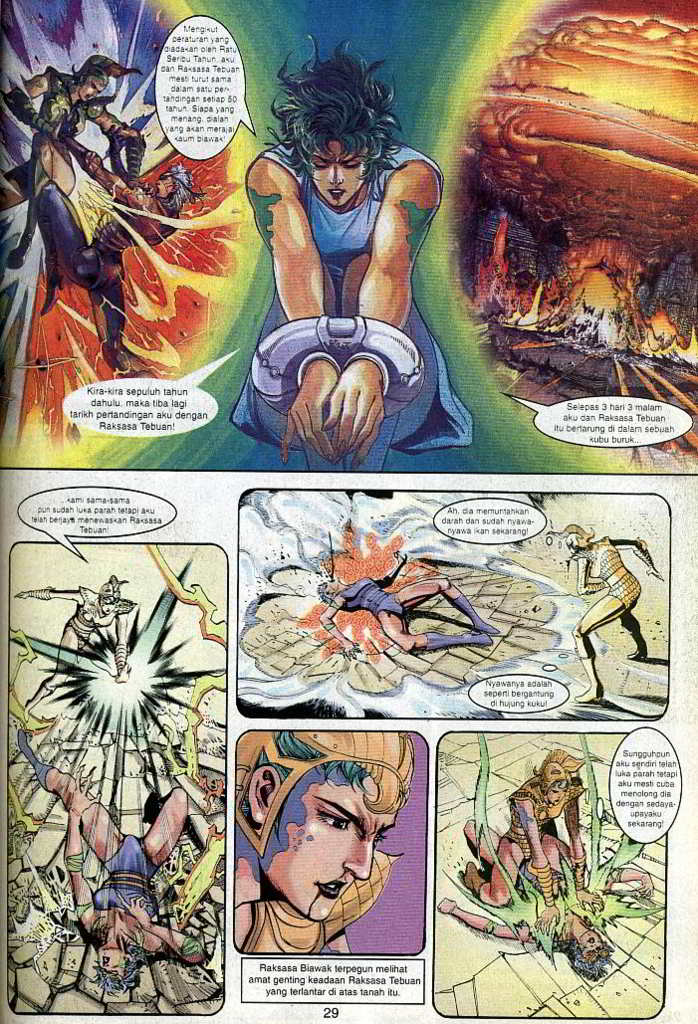 Mengikut
peraturan yang
diadakan oleh Ratu
Seribu Tahun, aku
dan Raksasa Tebuan
mesti turut sama
dalam satu per-
tandingan setiap 50
tahun. Siapa yang
menang, dialah
yang akan merajai
kaum biawak!
Kira-kira sepuluh tahun
dahulu, maka tiba lagi
tarikh pertandingan aku dengan
Raksasa Tebuan!
Selepas 3 hari 3 malam
aku dan Raksasa Tebuan
itu bertarung di dalam sebuah
kubu buruk...
...kami sama-sama
pun sudah luka parah tetapi aku
telah berjaya menewaskan Raksasa
Tebuan!
Ah, dia memuntahkan
darah dan sudah nyawa-
nyawa ikan sekarang!
Nyawanya adalah
seperti bergantung
di hujung kuku!
Raksasa Biawak terpegun melihat
amat genting keadaan Raksasa Tebuan
yang terlantar di atas tanah itu.
Sungguhpun
aku sendiri telah
luka parah tetapi
aku mesti cuba
menolong dia
dengan sedaya-
upayaku
sekarang!
29